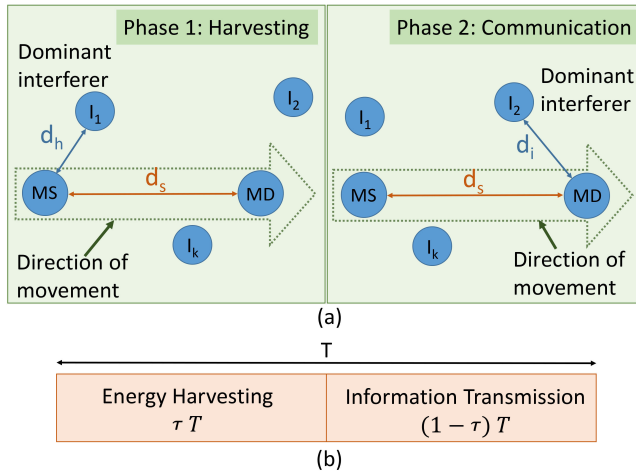 Phase 1: Harvesting
Dominant
interferer
I₁
I₂
dₕ
MS
dₛ
MD
Iₖ
Direction of
movement
Phase 2: Communication
I₂
Dominant
interferer
I₁
dᵢ
MS
dₛ
MD
Iₖ
Direction of
movement
(a)
T
Energy Harvesting
τ T
Information Transmission
(1 − τ) T
(b)